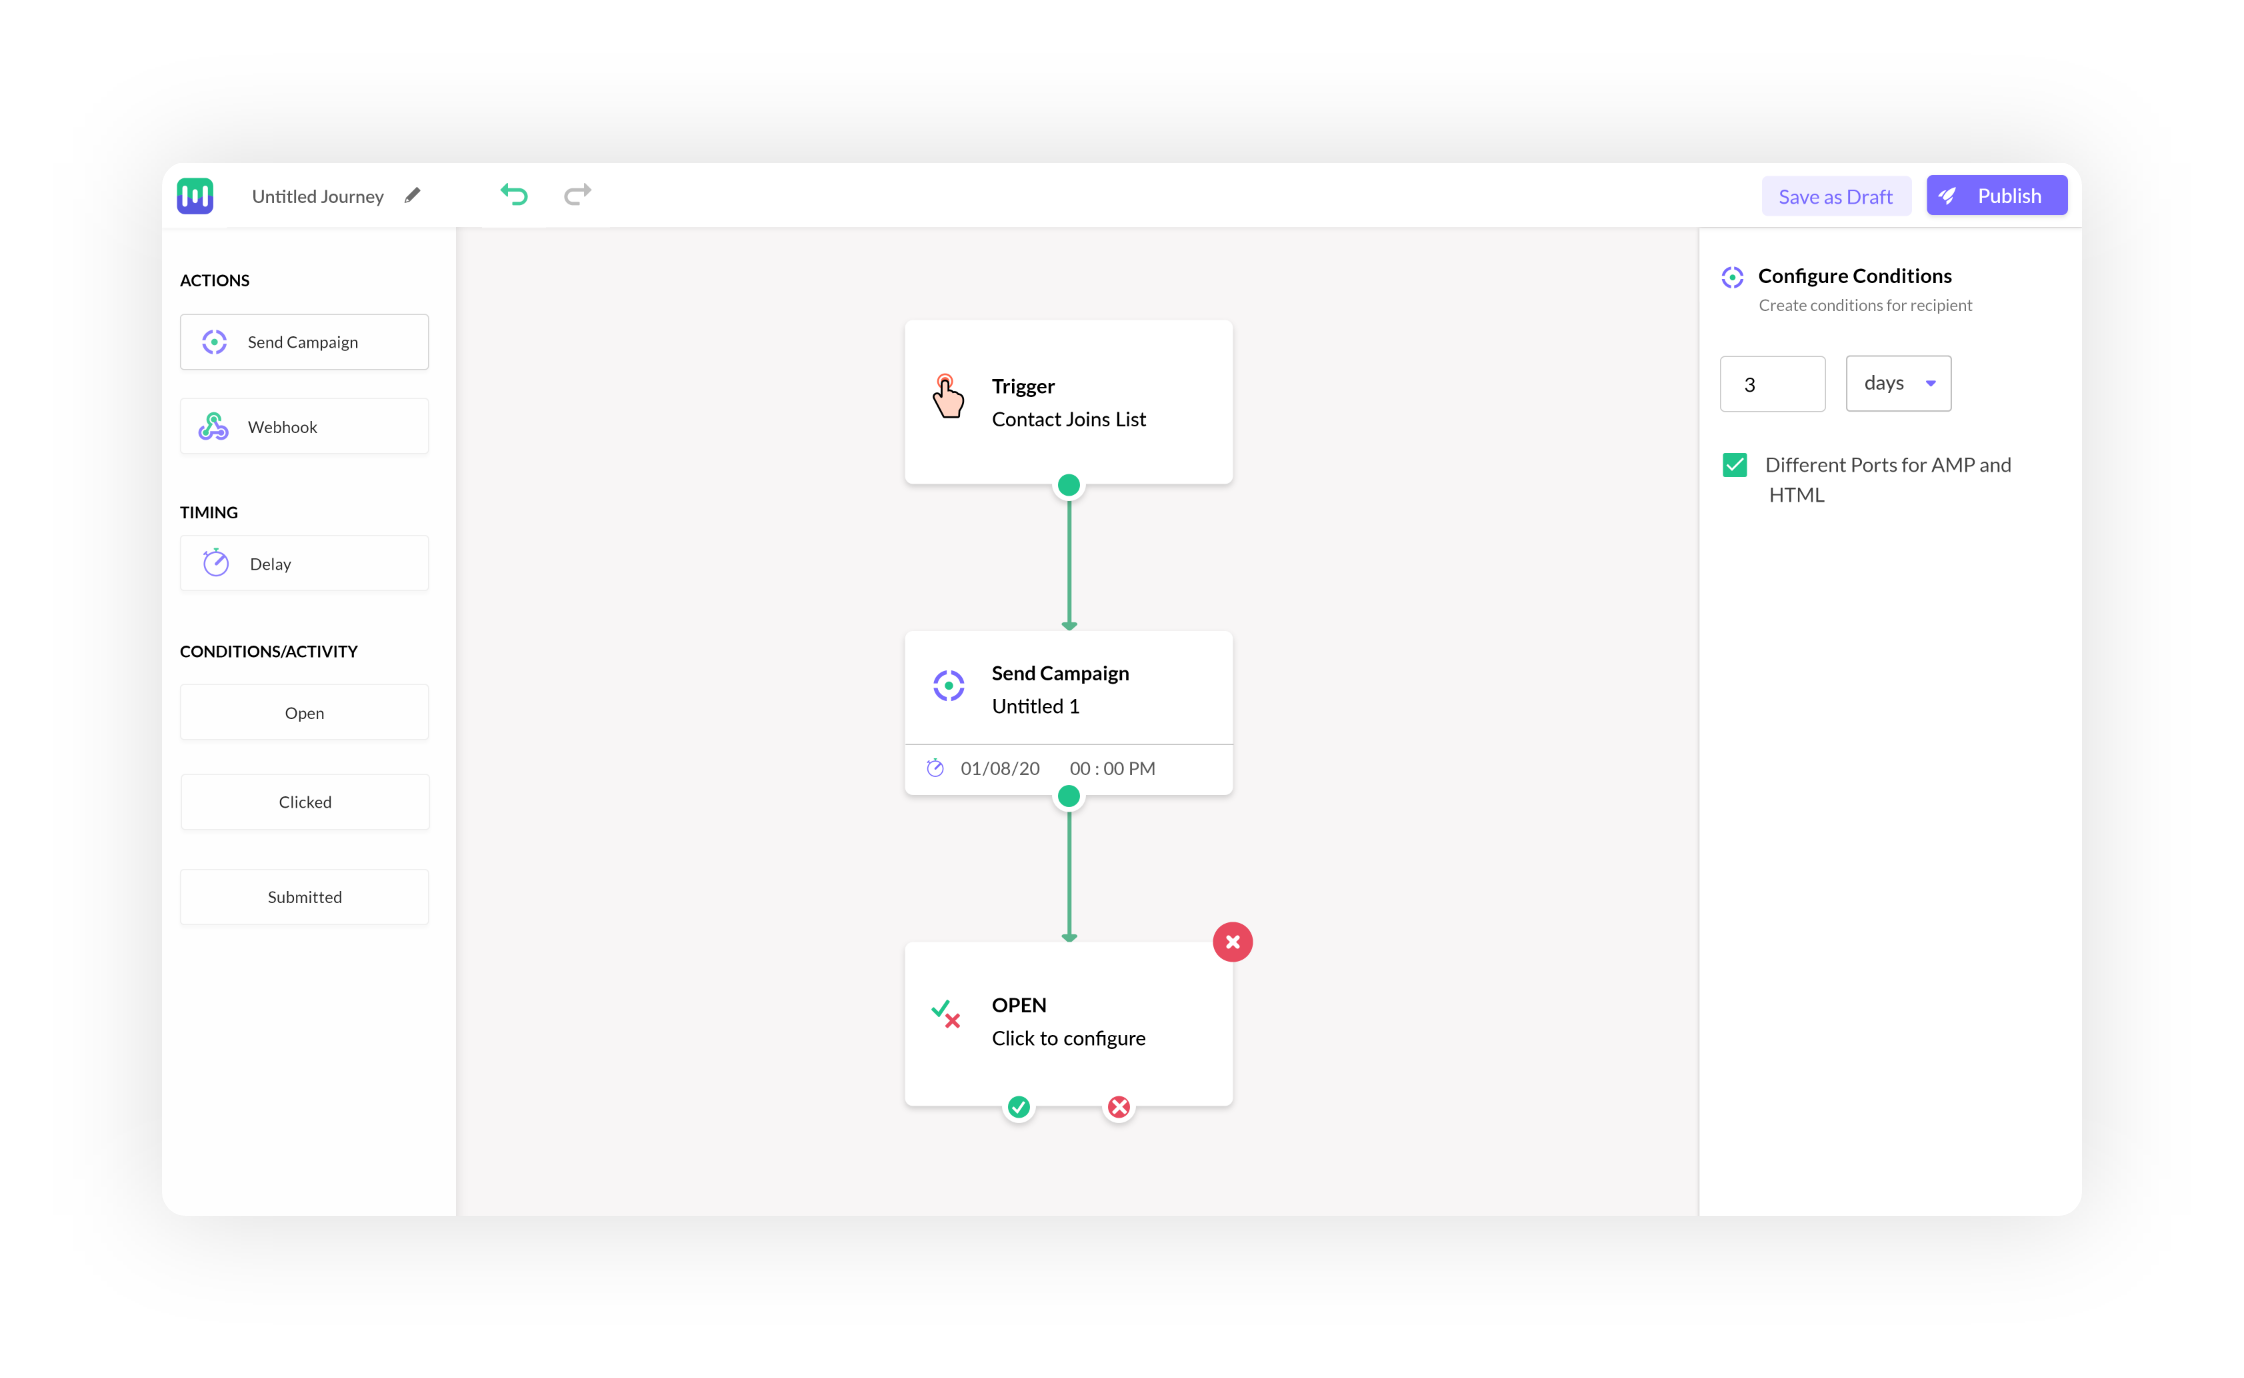 Untitled Journey
Save as Draft
Publish
ACTIONS
Send Campaign
Webhook
TIMING
Delay
CONDITIONS/ACTIVITY
Open
Clicked
Submitted
Trigger
Contact Joins List
Send Campaign
Untitled 1
01/08/20 00 : 00 PM
OPEN
Click to configure
Configure Conditions
Create conditions for recipient
3 days
Different Ports for AMP and
HTML